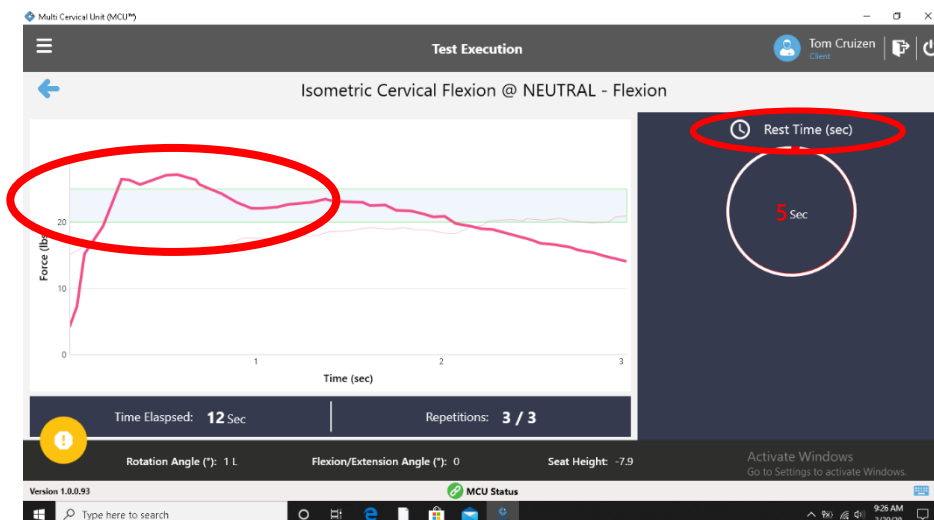 Multi Cervical Unit (MCU™)
Test Execution
Tom Cruizen
Client
Isometric Cervical Flexion @ NEUTRAL - Flexion
Rest Time (sec)
5 Sec
20
10
0
1
2
3
Time (sec)
Time Elaspsed: 12 Sec
Repetitions: 3 / 3
Rotation Angle (°): 1 L
Flexion/Extension Angle (°): 0
Seat Height: -7.9
Activate Windows
Go to Settings to activate Windows.
Version 1.0.0.93
MCU Status
Type here to search
9:26 AM